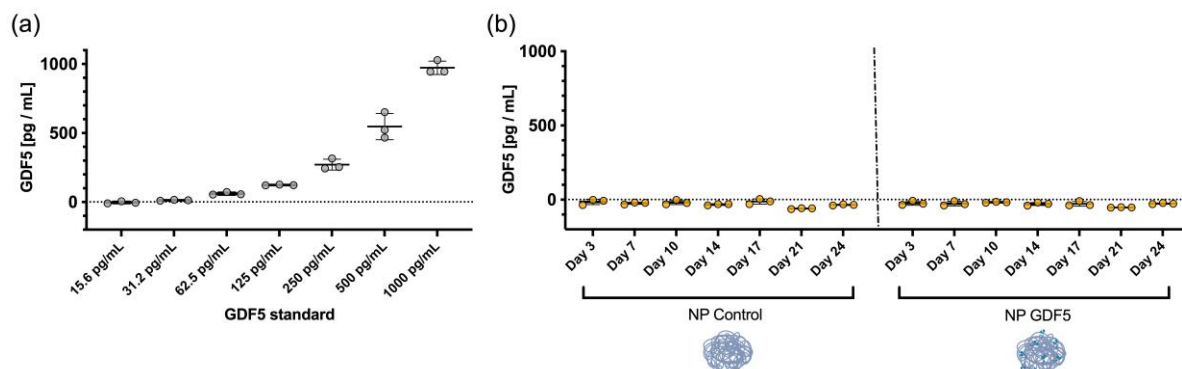 (a)
GDF5 [pg / mL]
1000
500
0
15.6 pg/mL
31.2 pg/mL
62.5 pg/mL
125 pg/mL
250 pg/mL
500 pg/mL
1000 pg/mL
GDF5 standard
(b)
GDF5 [pg / mL]
1000
500
0
Day 3
Day 7
Day 10
Day 14
Day 17
Day 21
Day 24
Day 3
Day 7
Day 10
Day 14
Day 17
Day 21
Day 24
NP Control
NP GDF5